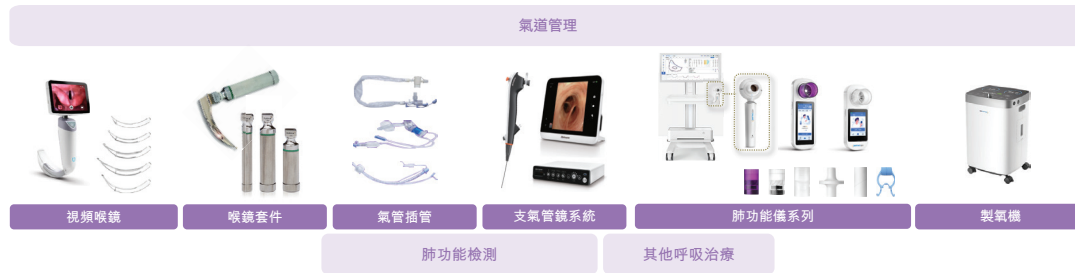 氣道管理
視頻喉鏡
喉鏡套件
氣管插管
支氣管鏡系統
肺功能儀系列
製氧機
肺功能檢測
其他呼吸治療